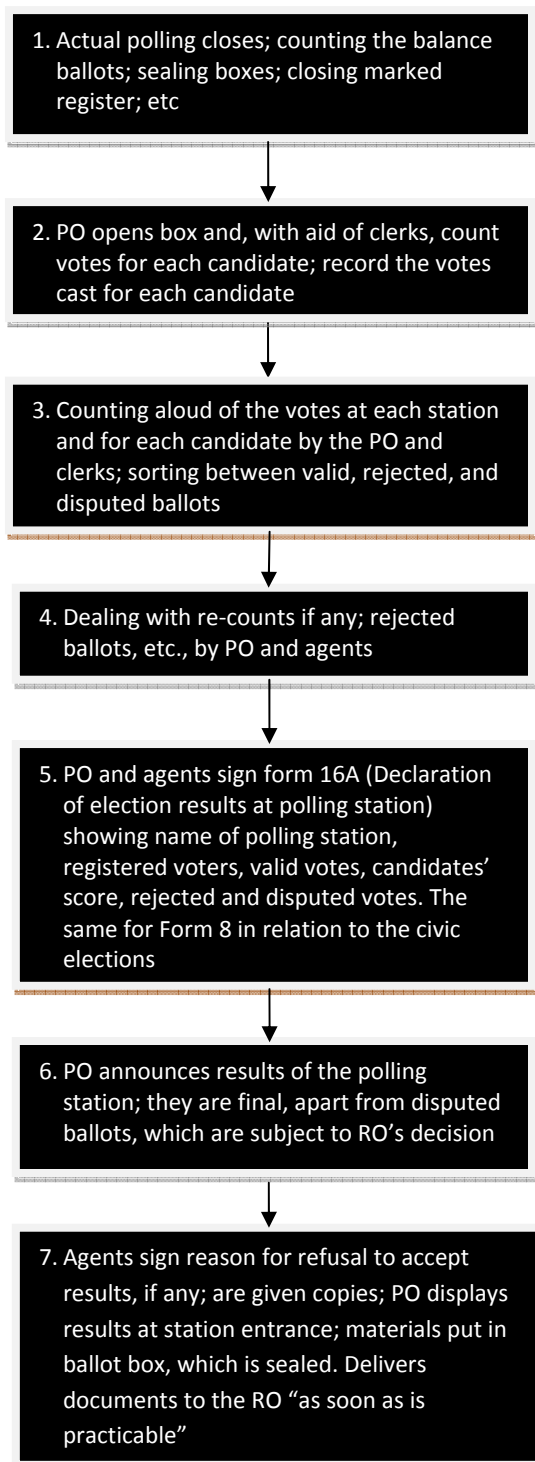 1. Actual polling closes; counting the balance
ballots; sealing boxes; closing marked
register; etc
2. PO opens box and, with aid of clerks, count
votes for each candidate; record the votes
cast for each candidate
3. Counting aloud of the votes at each station
and for each candidate by the PO and
clerks; sorting between valid, rejected, and
disputed ballots
4. Dealing with re-counts if any; rejected
ballots, etc., by PO and agents
5. PO and agents sign form 16A (Declaration
of election results at polling station)
showing name of polling station,
registered voters, valid votes, candidates’
score, rejected and disputed votes. The
same for Form 8 in relation to the civic
elections
6. PO announces results of the polling
station; they are final, apart from disputed
ballots, which are subject to RO’s decision
7. Agents sign reason for refusal to accept
results, if any; are given copies; PO displays
results at station entrance; materials put in
ballot box, which is sealed. Delivers
documents to the RO “as soon as is
practicable”